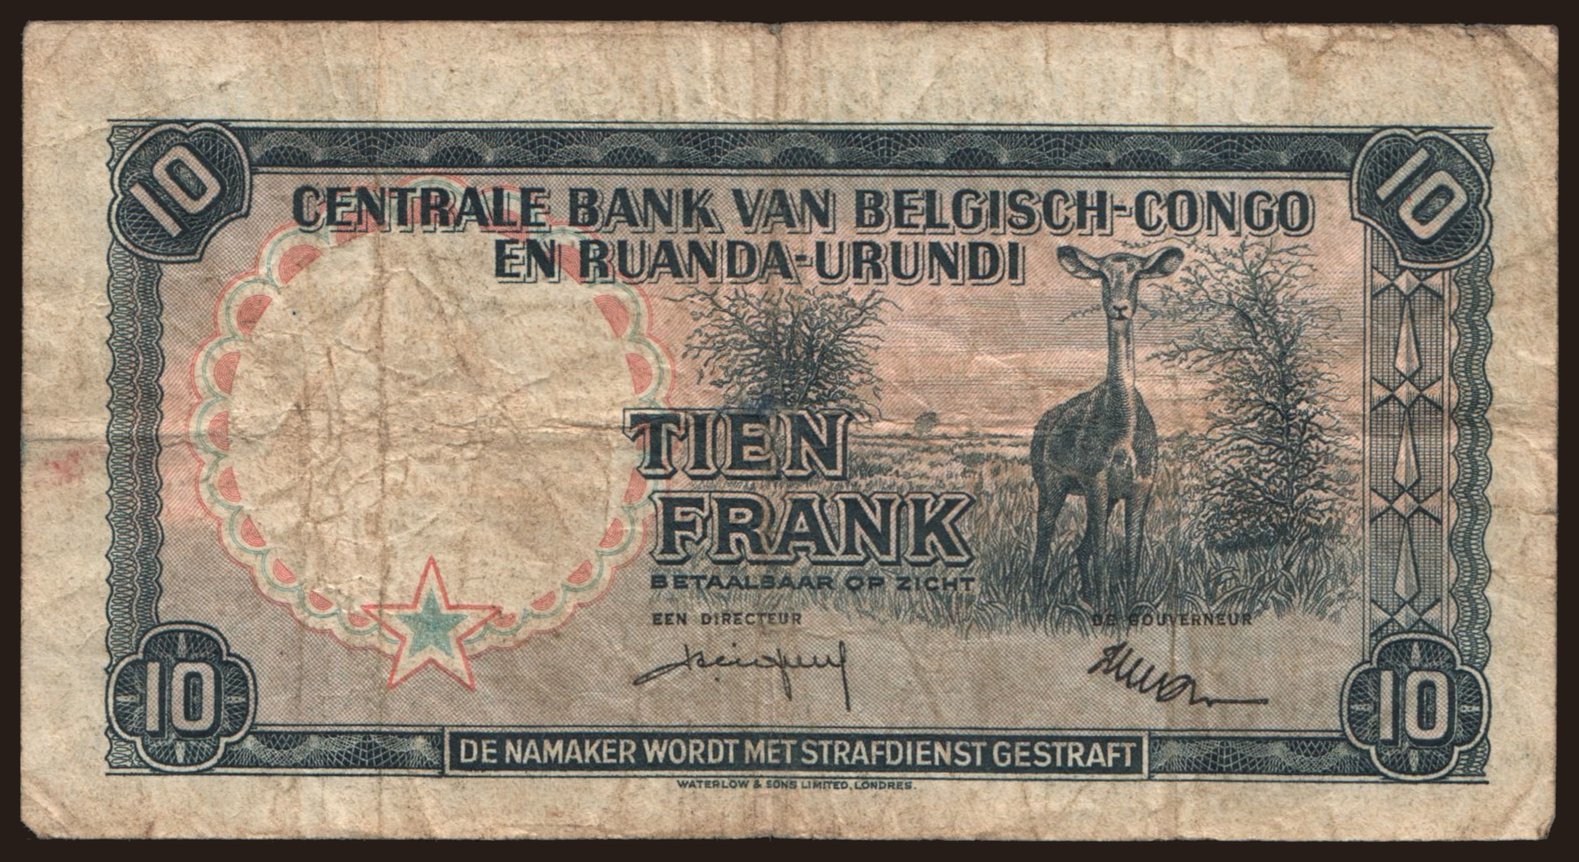 10 10
CENTRALE BANK VAN BELGISCH-CONGO
EN RUANDA-URUNDI
TIEN
FRANK
BETAALBAAR OP ZICHT
EEN DIRECTEUR DE GOUVERNEUR
10 10
DE NAMAKER WORDT MET STRAFDIENST GESTRAFT
WATERLOW & SONS LIMITED, LONDRES.